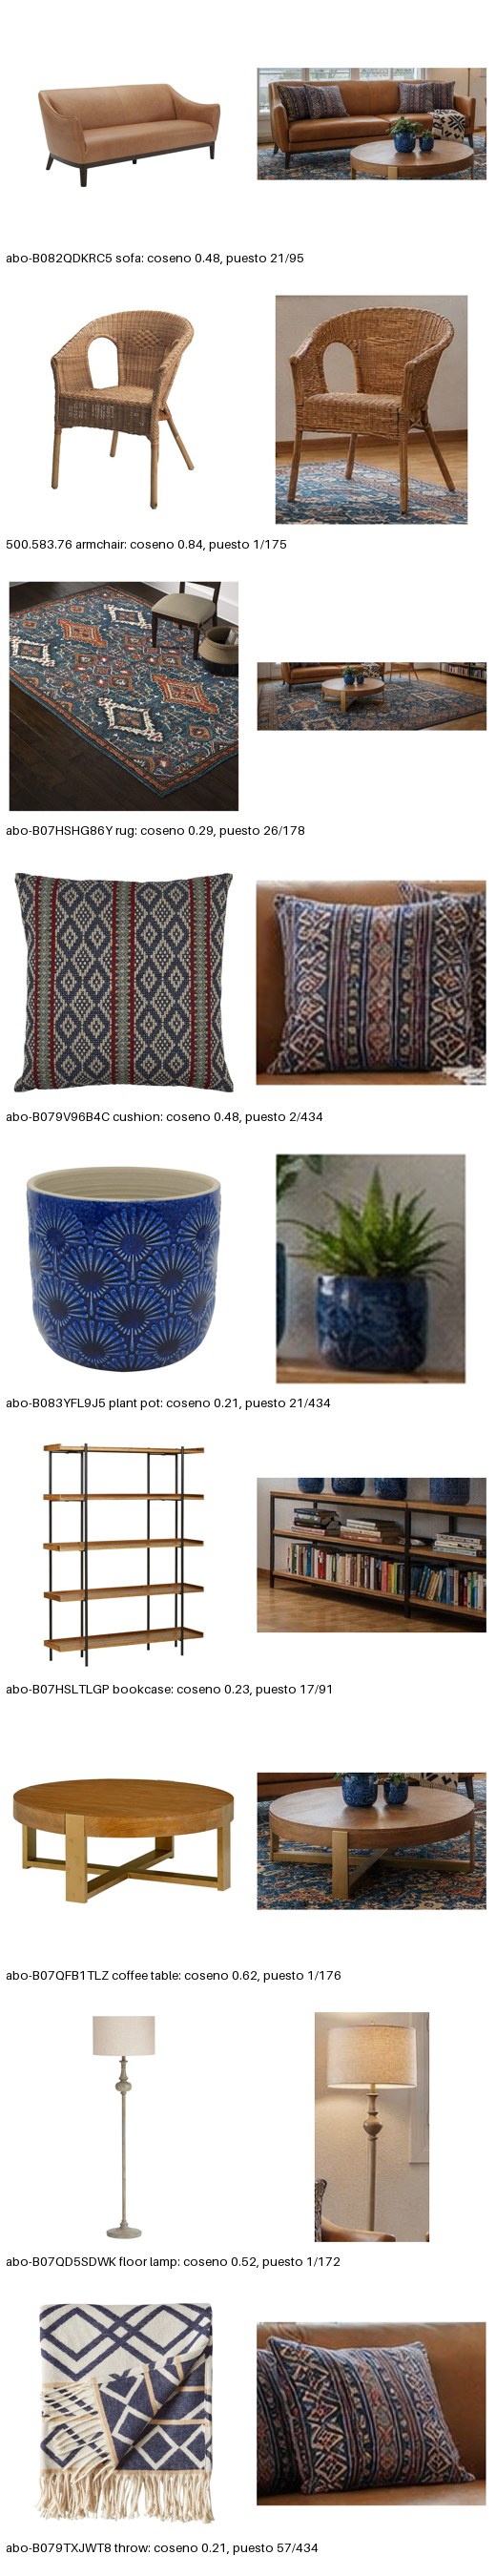 abo-B082QDKRC5 sofa: coseno 0.48, puesto 21/95
500.583.76 armchair: coseno 0.84, puesto 1/175
abo-B07HSHG86Y rug: coseno 0.29, puesto 26/178
abo-B079V96B4C cushion: coseno 0.48, puesto 2/434
abo-B083YFL9J5 plant pot: coseno 0.21, puesto 21/434
abo-B07HSLTLGP bookcase: coseno 0.23, puesto 17/91
abo-B07QFB1TLZ coffee table: coseno 0.62, puesto 1/176
abo-B07QD5SDWK floor lamp: coseno 0.52, puesto 1/172
abo-B079TXJWT8 throw: coseno 0.21, puesto 57/434